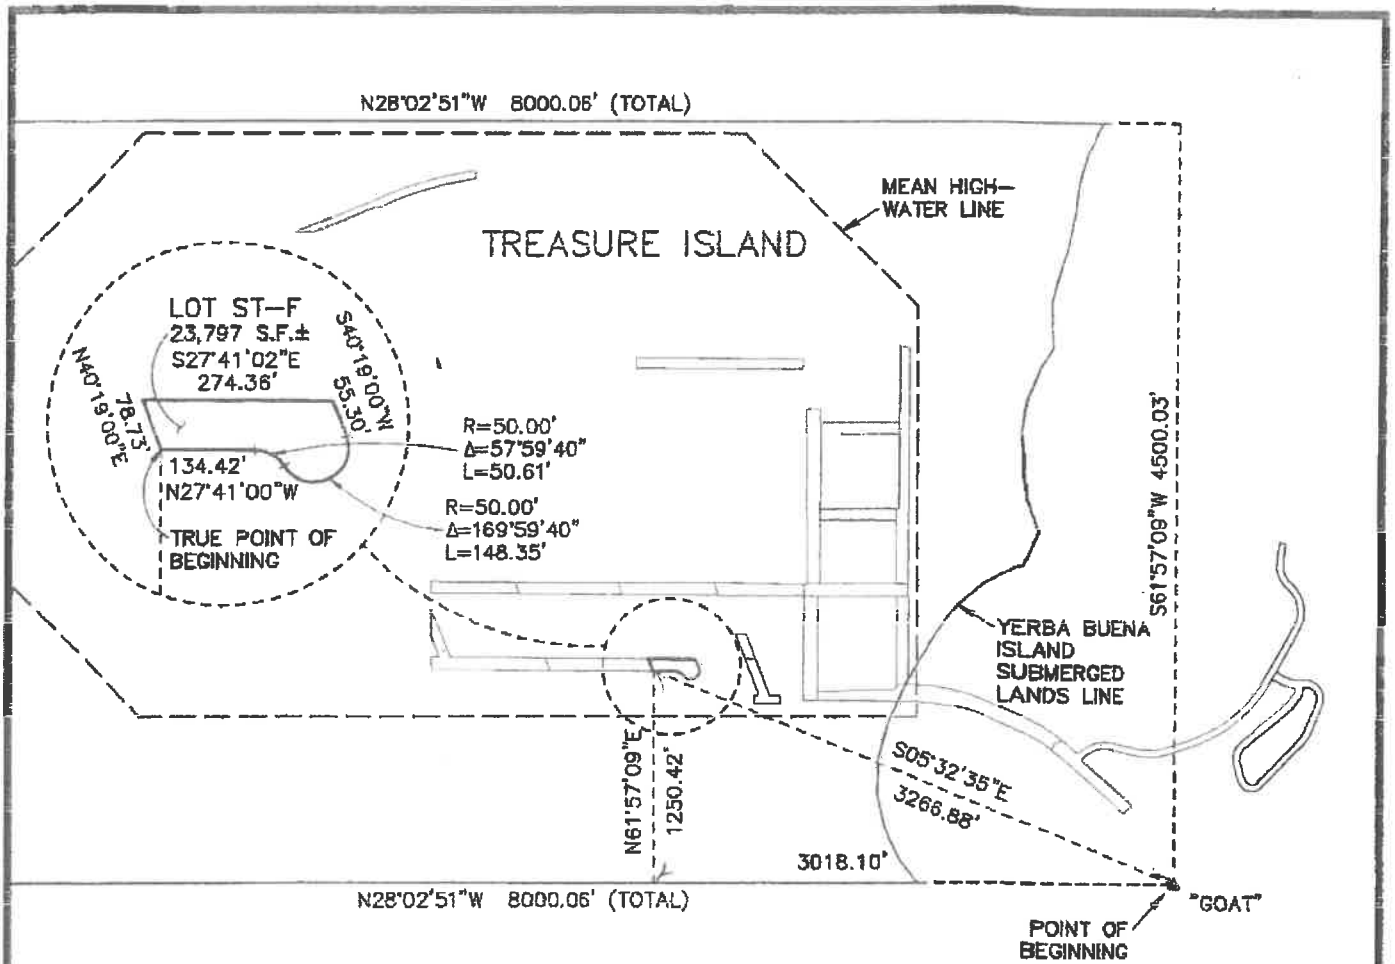 N28°02'51"W 8000.06' (TOTAL)
MEAN HIGH-
WATER LINE
TREASURE ISLAND
LOT ST-F
23,797 S.F.±
S27°41'02"E
274.36'
S40°19'00"W
55.30'
N40°19'00"E
78.73'
134.42'
N27°41'00"W
R=50.00'
Δ=57°59'40"
L=50.61'
R=50.00'
Δ=169°59'40"
L=148.35'
TRUE POINT OF
BEGINNING
S61°57'09"W 4500.03'
YERBA BUENA
ISLAND
SUBMERGED
LANDS LINE
N61°57'09"E
1250.42'
S05°32'35"E
3266.88'
3018.10'
N28°02'51"W 8000.06' (TOTAL)
"GOAT"
POINT OF
BEGINNING